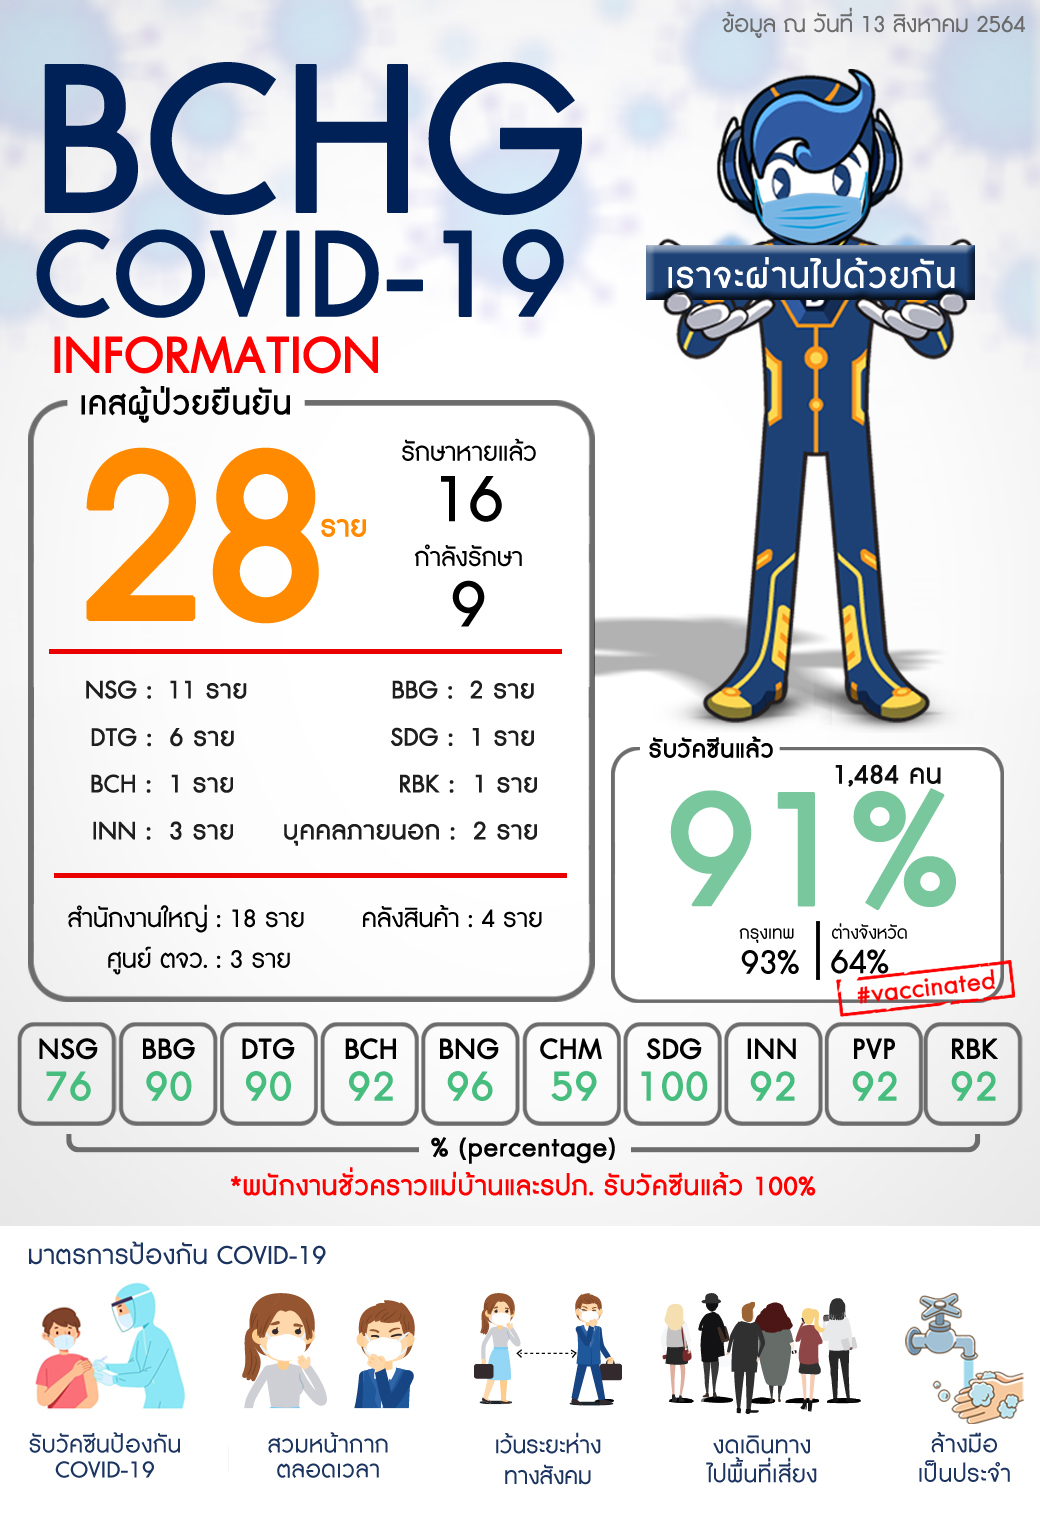 ข้อมูล ณ วันที่ 13 สิงหาคม 2564
BCHG
COVID-19
INFORMATION
เราจะผ่านไปด้วยกัน
เคสผู้ป่วยยืนยัน
28 ราย
รักษาหายแล้ว
16
กำลังรักษา
9
NSG : 11 ราย
BBG : 2 ราย
DTG : 6 ราย
SDG : 1 ราย
BCH : 1 ราย
RBK : 1 ราย
INN : 3 ราย
บุคคลภายนอก : 2 ราย
สำนักงานใหญ่ : 18 ราย
คลังสินค้า : 4 ราย
ศูนย์ ตจว. : 3 ราย
รับวัคซีนแล้ว
1,484 คน
91%
กรุงเทพ
93%
ต่างจังหวัด
64%
#vaccinated
NSG
76
BBG
90
DTG
90
BCH
92
BNG
96
CHM
59
SDG
100
INN
92
PVP
92
RBK
92
% (percentage)
*พนักงานชั่วคราวแม่บ้านและรปภ. รับวัคซีนแล้ว 100%
มาตรการป้องกัน COVID-19
รับวัคซีนป้องกัน
COVID-19
สวมหน้ากาก
ตลอดเวลา
เว้นระยะห่าง
ทางสังคม
งดเดินทาง
ไปพื้นที่เสี่ยง
ล้างมือ
เป็นประจำ